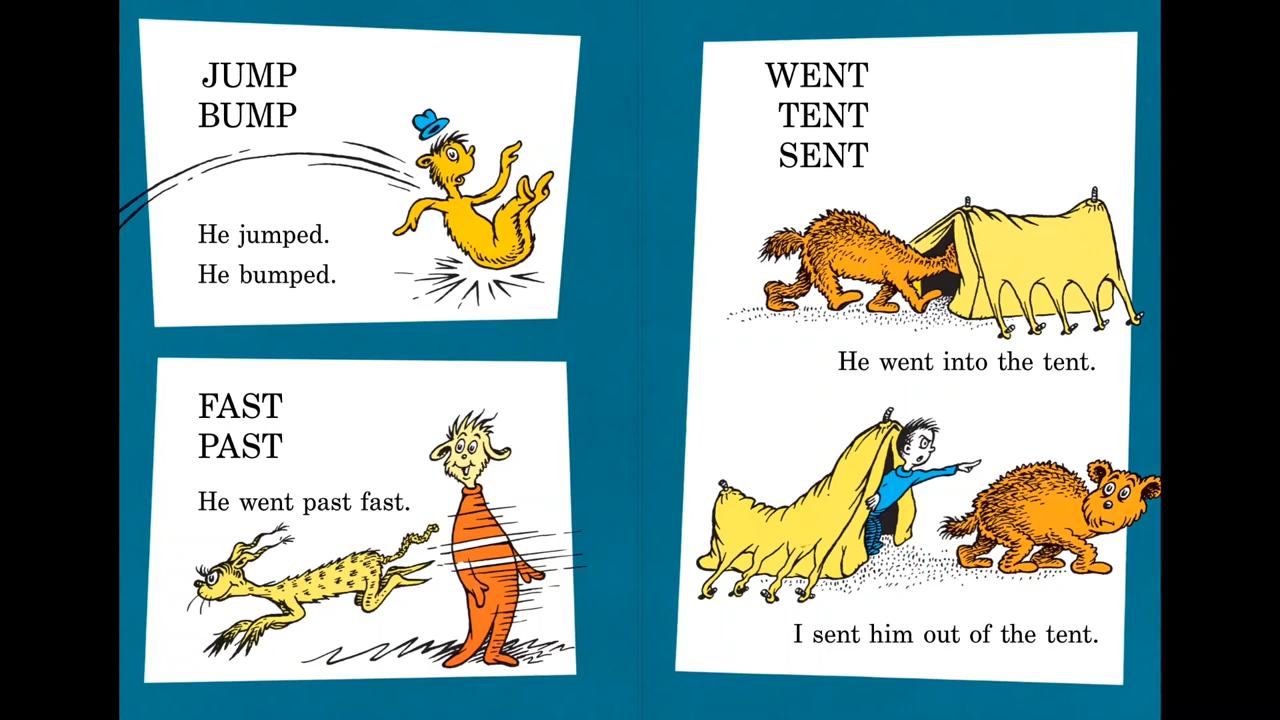 JUMP
BUMP
He jumped.
He bumped.
FAST
PAST
He went past fast.
WENT
TENT
SENT
He went into the tent.
I sent him out of the tent.